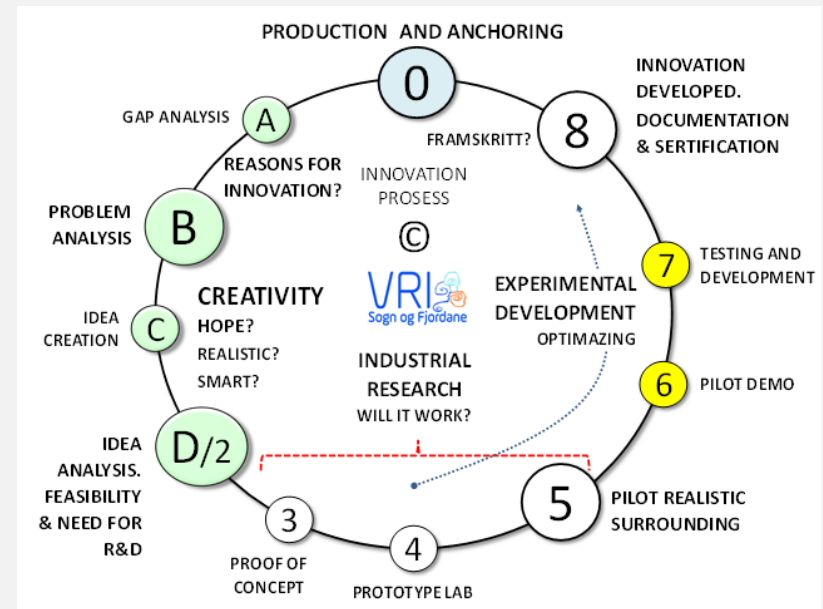 PRODUCTION AND ANCHORING
0
INNOVATION
DEVELOPED.
DOCUMENTATION
& SERTIFICATION
8
FRAMSKRITT?
GAP ANALYSIS
A
REASONS FOR
INNOVATION?
INNOVATION
PROSESS
©
VRI
Sogn og Fjordane
PROBLEM
ANALYSIS
B
7
TESTING AND
DEVELOPMENT
EXPERIMENTAL
DEVELOPMENT
OPTIMAZING
IDEA
CREATION
C
CREATIVITY
HOPE?
REALISTIC?
SMART?
INDUSTRIAL
RESEARCH
WILL IT WORK?
6
PILOT DEMO
D/2
IDEA
ANALYSIS.
FEASIBILITY
& NEED FOR
R&D
3
PROOF OF
CONCEPT
4
PROTOTYPE LAB
5
PILOT REALISTIC
SURROUNDING